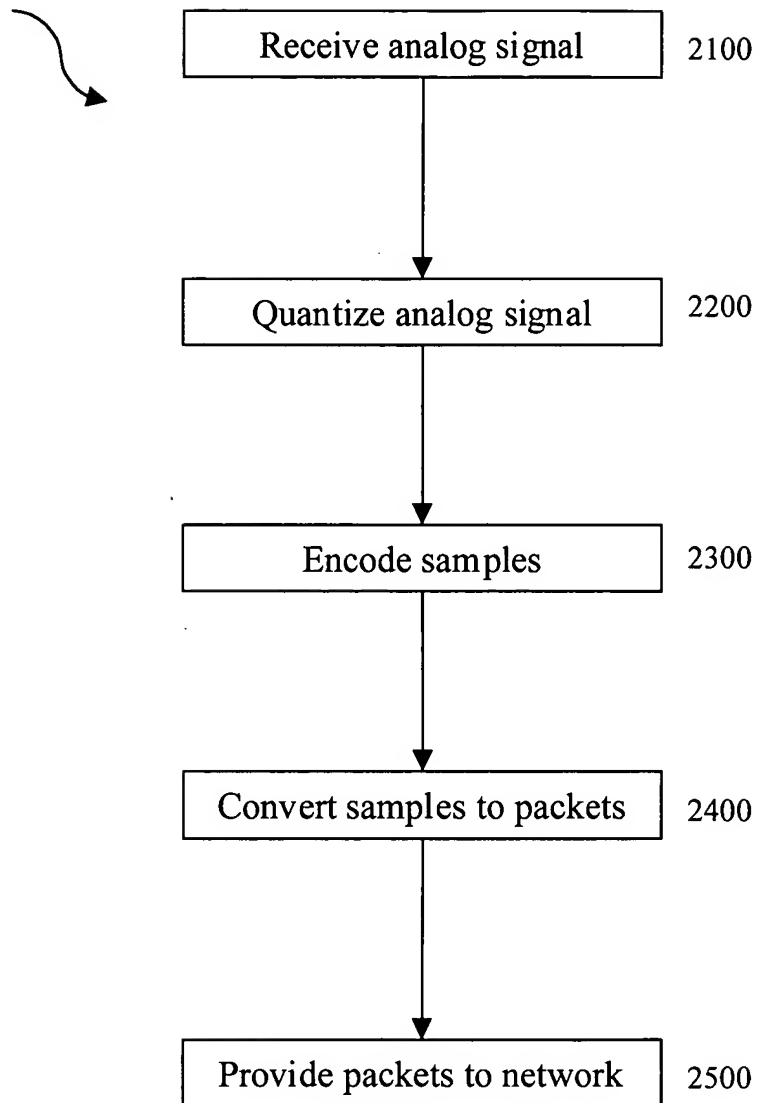 Receive analog signal 2100
Quantize analog signal 2200
Encode samples 2300
Convert samples to packets 2400
Provide packets to network 2500